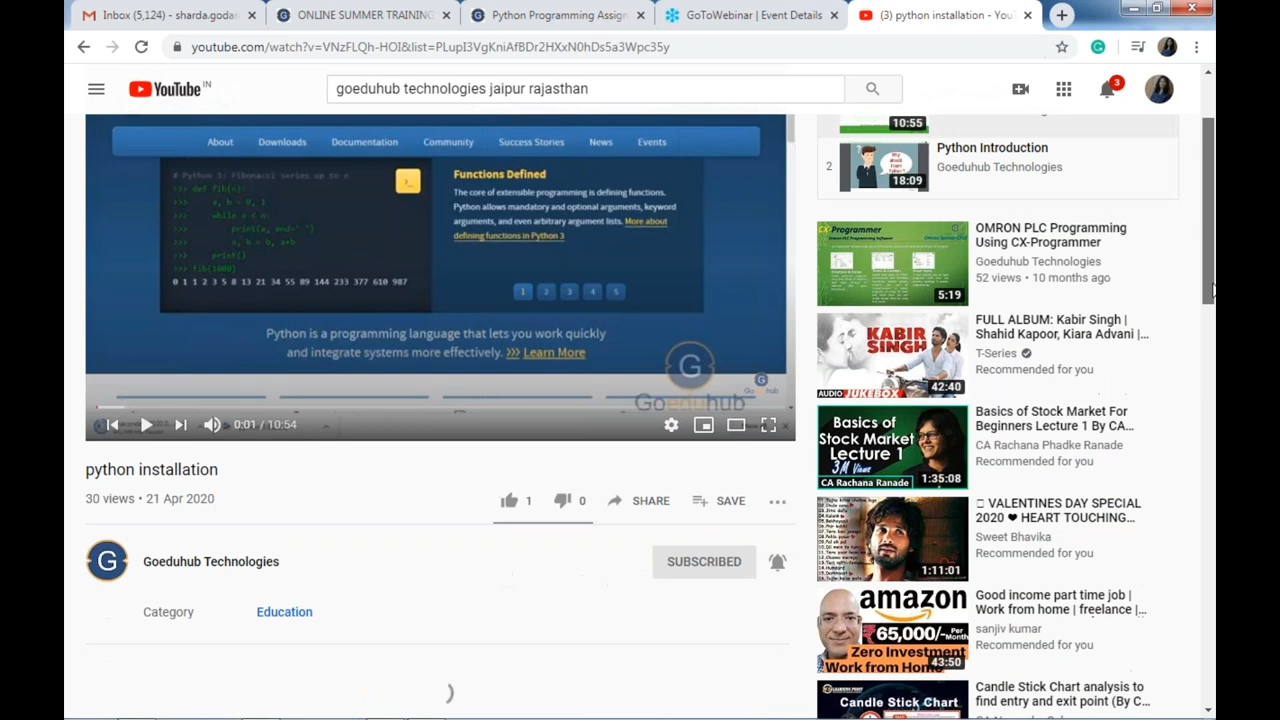 Inbox (5,124) - sharda.godar
ONLINE SUMMER TRAINING
Python Programming Assign
GoToWebinar | Event Details
(3) python installation - You
youtube.com/watch?v=VNzFLQh-HOI&list=PLupI3VgKniAfBDr2HXxN0hDs5a3Wpc35y
YouTube IN
goeduhub technologies jaipur rajasthan
3
About Downloads Documentation Community Success Stories News Events
# Python 3: Fibonacci series up to n
>>> def fib(n):
>>> a, b = 0, 1
>>> while a < n:
>>> print(a, end=' ')
>>> a, b = b, a+b
>>> print()
>>> fib(1000)
0 1 1 2 3 5 8 13 21 34 55 89 144 233 377 610 987
Functions Defined
The core of extensible programming is defining functions.
Python allows mandatory and optional arguments, keyword
arguments, and even arbitrary argument lists. More about
defining functions in Python 3
1 2 3 4 5
Python is a programming language that lets you work quickly
and integrate systems more effectively. >>> Learn More
G
Goeduhub
0:01 / 10:54
python installation
30 views • 21 Apr 2020
1 0 SHARE SAVE
G
Goeduhub Technologies
SUBSCRIBED
Category Education
10:55
2
18:09
Python Introduction
Goeduhub Technologies
CX-Programmer
5:19
OMRON PLC Programming
Using CX-Programmer
Goeduhub Technologies
52 views • 10 months ago
KABIR
SINGH
AUDIO JUKEBOX
42:40
FULL ALBUM: Kabir Singh |
Shahid Kapoor, Kiara Advani |...
T-Series
Recommended for you
Basics of
Stock Market
Lecture 1
3M Views
CA Rachana Ranade
1:35:08
Basics of Stock Market For
Beginners Lecture 1 By CA...
CA Rachana Phadke Ranade
Recommended for you
1:11:01
VALENTINES DAY SPECIAL
2020 ❤ HEART TOUCHING...
Sweet Bhavika
Recommended for you
amazon
₹65,000/-Per
Month
Zero Investment
Work from Home
43:50
Good income part time job |
Work from home | freelance |...
sanjiv kumar
Recommended for you
Candle Stick Chart
Candle Stick Chart analysis to
find entry and exit point (By C...